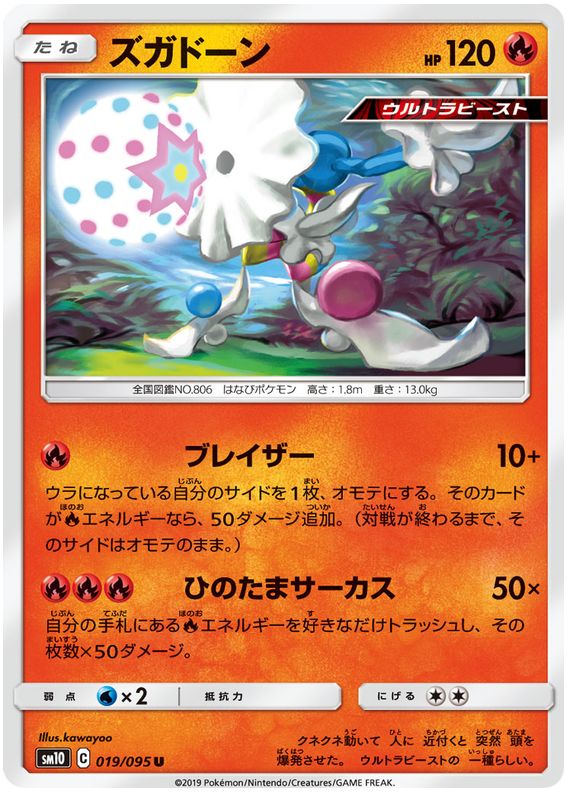 たね ズガドーン HP 120
ウルトラビースト
全国図鑑NO.806 はなびポケモン 高さ：1.8m 重さ：13.0kg
ブレイザー 10+
ウラになっている自分のサイドを1枚、オモテにする。そのカード
が エネルギーなら、50ダメージ追加。（対戦が終わるまで、そ
のサイドはオモテのまま。）
ひのたまサーカス 50×
自分の手札にある エネルギーを好きなだけトラッシュし、その
枚数×50ダメージ。
弱点 ×2 抵抗力 にげる
Illus.kawayoo
sm10 C 019/095 U
クネクネ動いて 人に 近付くと 突然 頭を
爆発させた。 ウルトラビーストの 一種らしい。
©2019 Pokémon/Nintendo/Creatures/GAME FREAK.